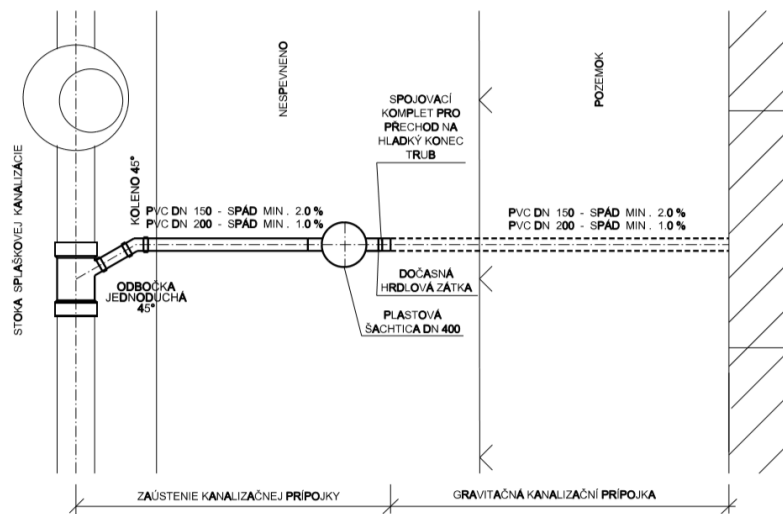 STOKA SPLAŠKOVEJ KANALIZÁCIE
NESPEVNENO
POZEMOK
SPOJOVACÍ
KOMPLET PRO
PŘECHOD NA
HLADKÝ KONEC
TRUB
KOLENO 45°
PVC DN 150 - SPÁD MIN. 2.0 %
PVC DN 200 - SPÁD MIN. 1.0 %
PVC DN 150 - SPÁD MIN. 2.0 %
PVC DN 200 - SPÁD MIN. 1.0 %
ODBOČKA
JEDNODUCHÁ
45°
DOČASNÁ
HRDLOVÁ ZÁTKA
PLASTOVÁ
ŠACHTICA DN 400
ZAÚSTENIE KANALIZAČNEJ PRÍPOJKY
GRAVITAČNÁ KANALIZAČNÍ PRÍPOJKA